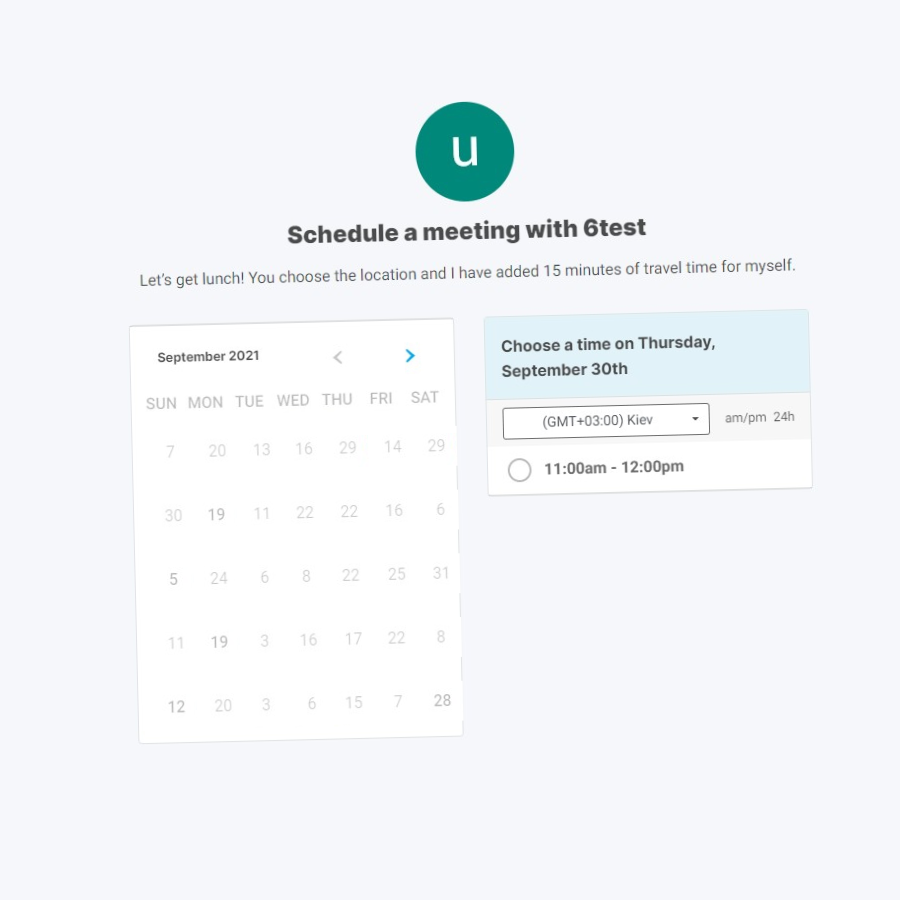 u
Schedule a meeting with 6test
Let's get lunch! You choose the location and I have added 15 minutes of travel time for myself.
September 2021
SUN MON TUE WED THU FRI SAT
7 20 13 16 29 14 29
30 19 11 22 22 16 6
5 24 6 8 22 25 31
11 19 3 16 17 22 8
12 20 3 6 15 7 28
Choose a time on Thursday,
September 30th
(GMT+03:00) Kiev am/pm 24h
11:00am - 12:00pm